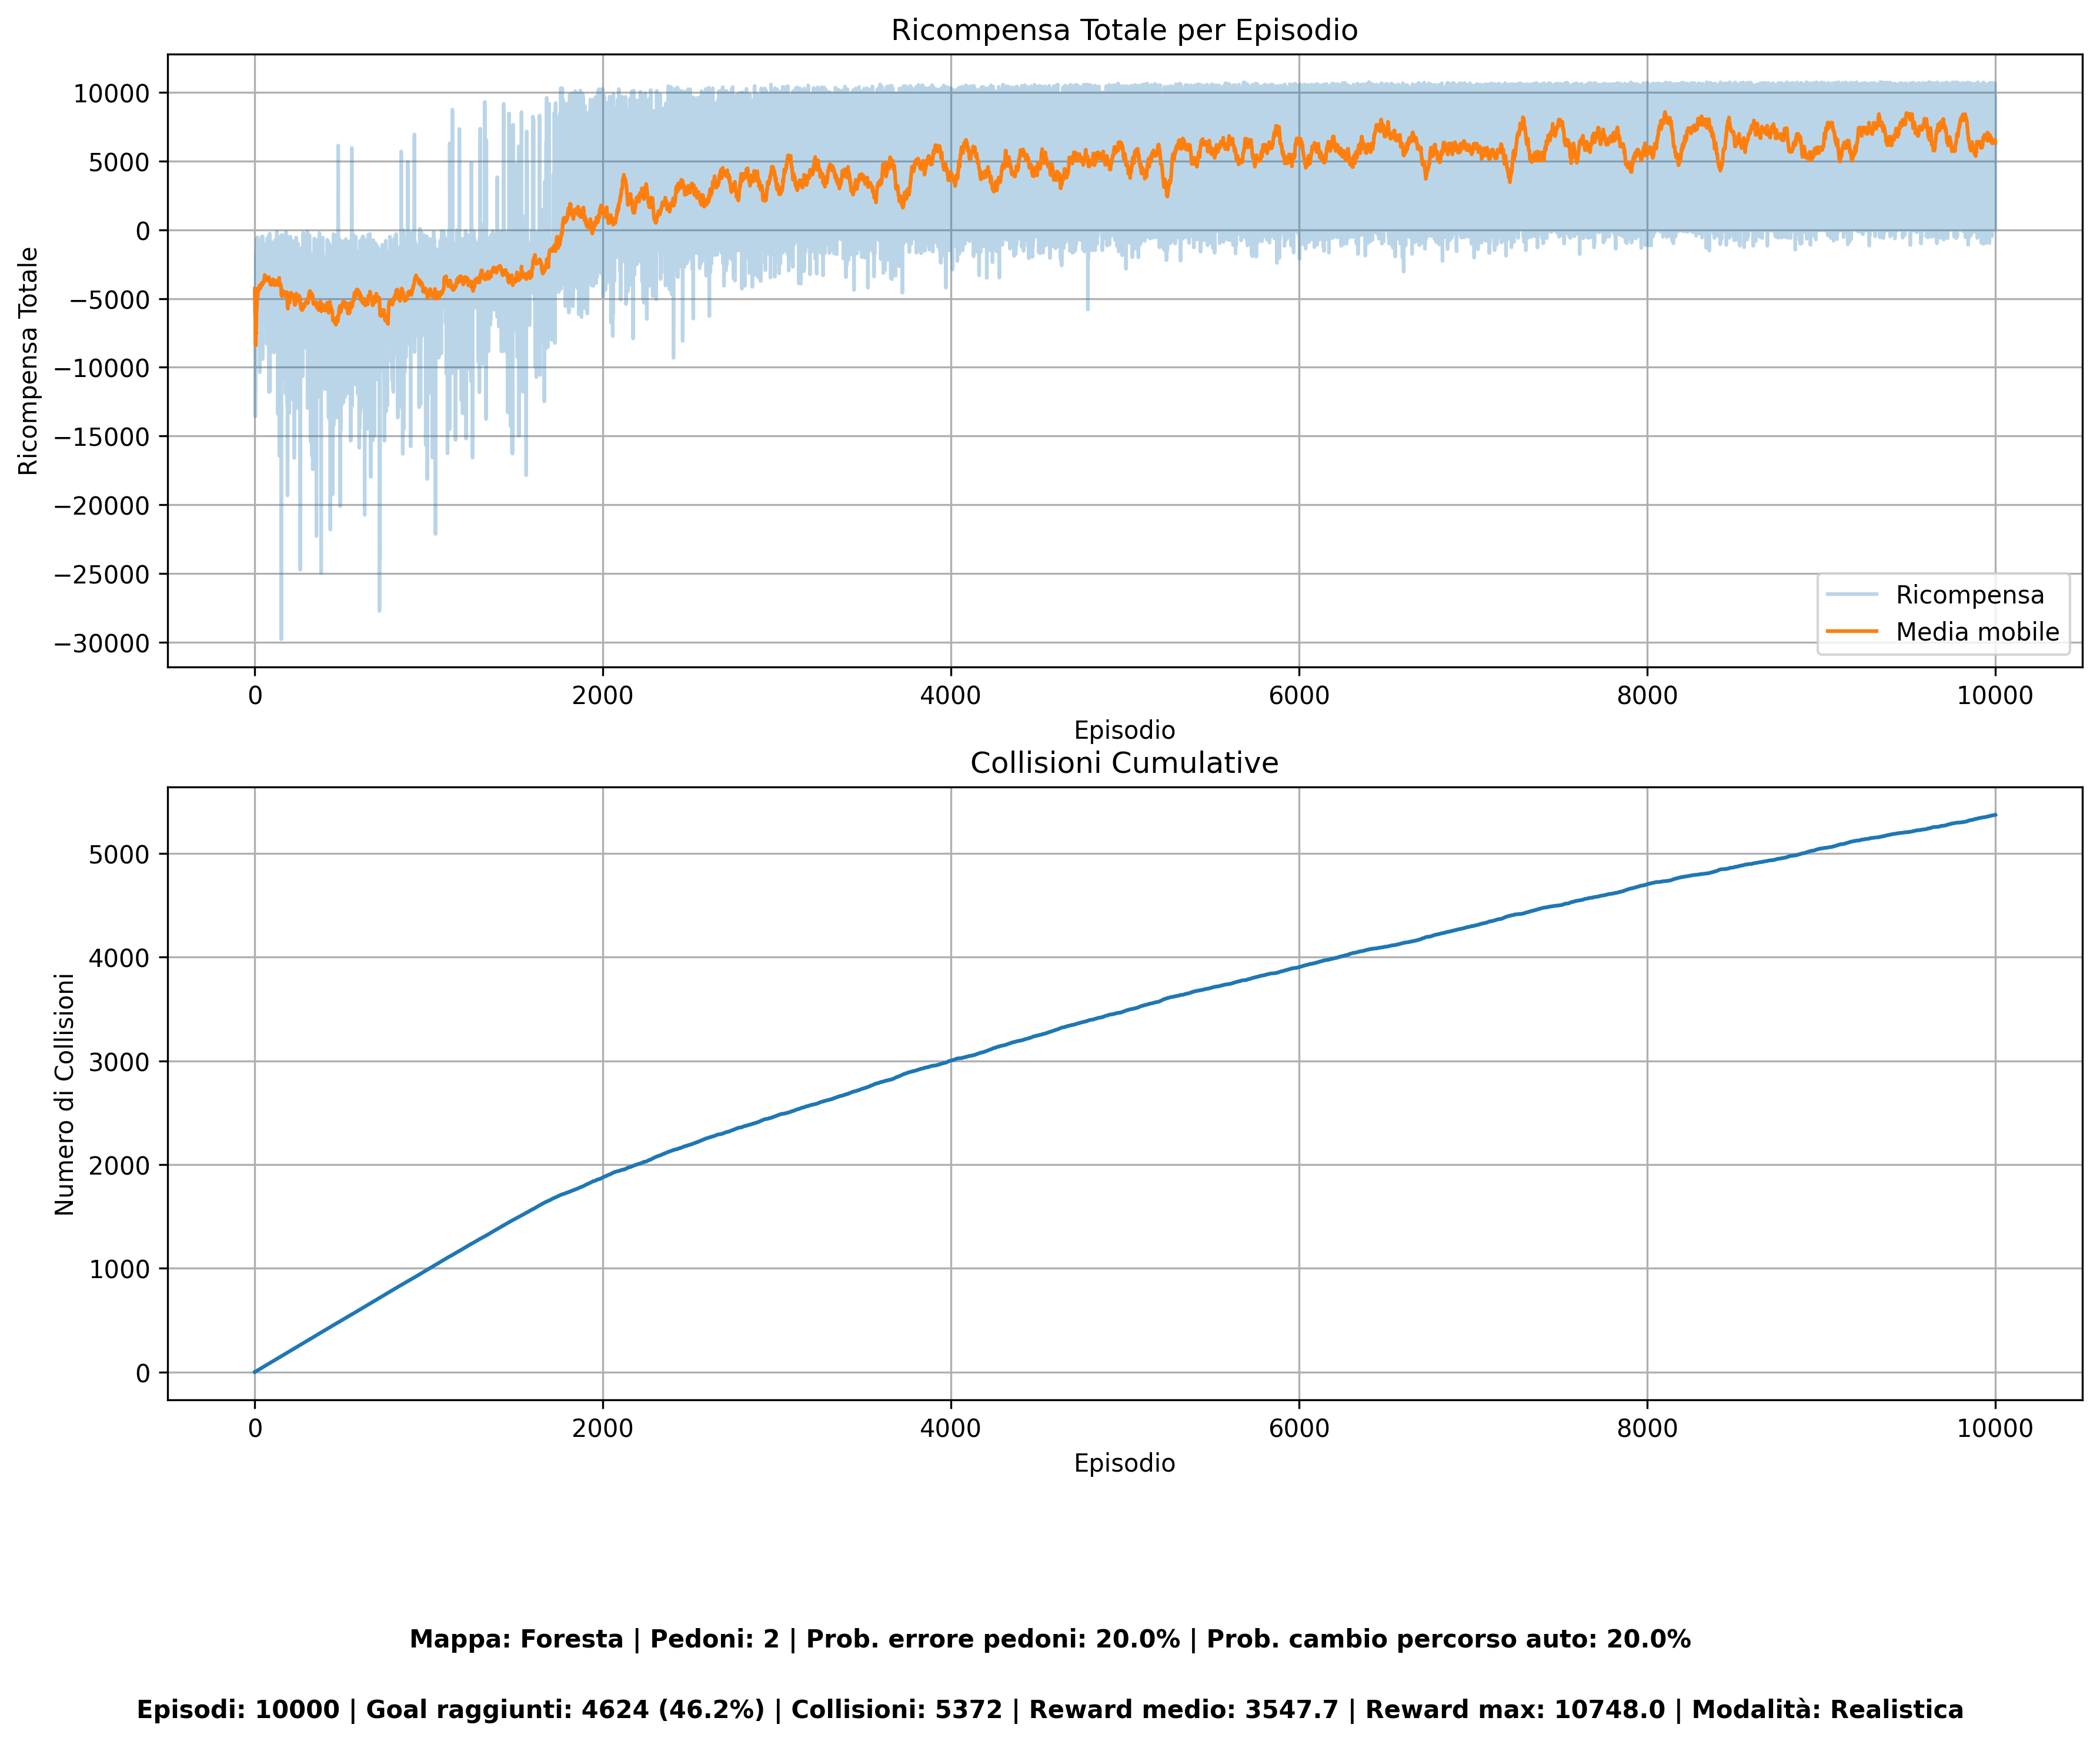 Ricompensa Totale per Episodio
Ricompensa Totale
10000
5000
0
−5000
−10000
−15000
−20000
−25000
−30000
Ricompensa
Media mobile
0 2000 4000 6000 8000 10000
Episodio
Collisioni Cumulative
Numero di Collisioni
5000
4000
3000
2000
1000
0
0 2000 4000 6000 8000 10000
Episodio
Mappa: Foresta | Pedoni: 2 | Prob. errore pedoni: 20.0% | Prob. cambio percorso auto: 20.0%
Episodi: 10000 | Goal raggiunti: 4624 (46.2%) | Collisioni: 5372 | Reward medio: 3547.7 | Reward max: 10748.0 | Modalità: Realistica